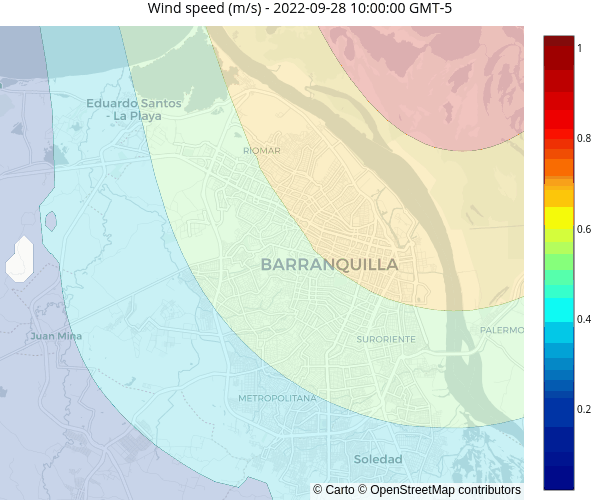 Wind speed (m/s) - 2022-09-28 10:00:00 GMT-5
1
0.8
0.6
0.4
0.2
Eduardo Santos
- La Playa
RIOMAR
BARRANQUILLA
Juan Mina
SURORIENTE
PALERMO
METROPOLITANA
Soledad
© Carto © OpenStreetMap contributors